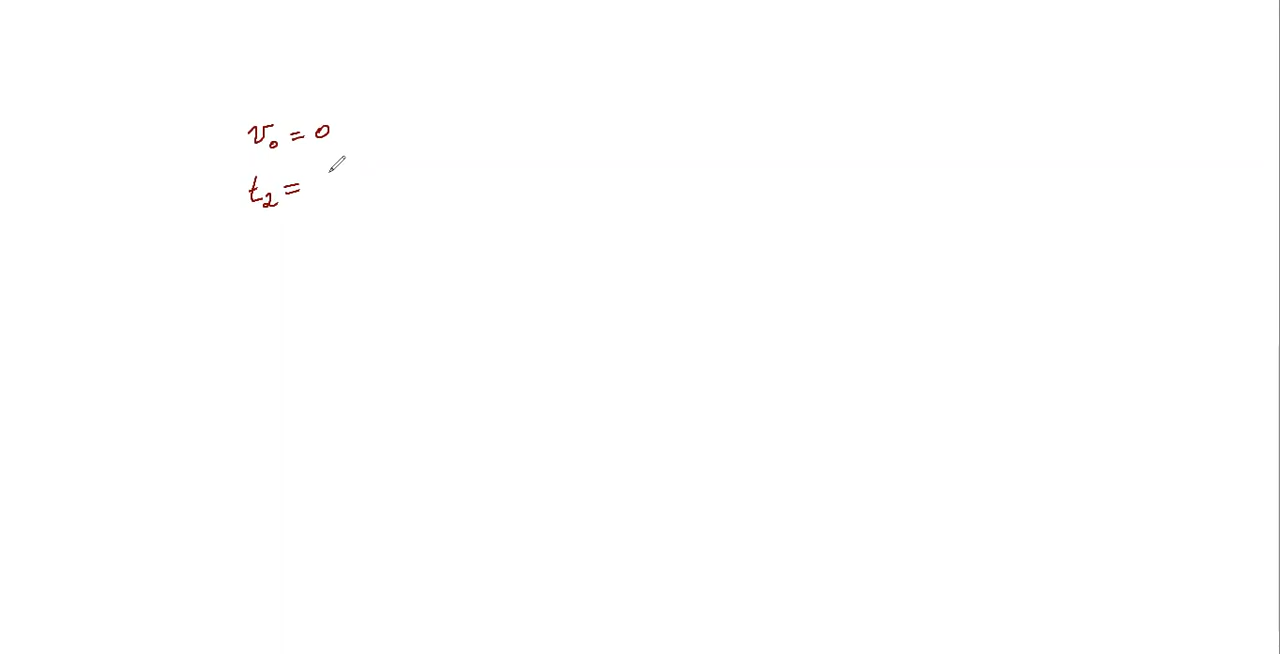 v₀ = 0
t₂ =